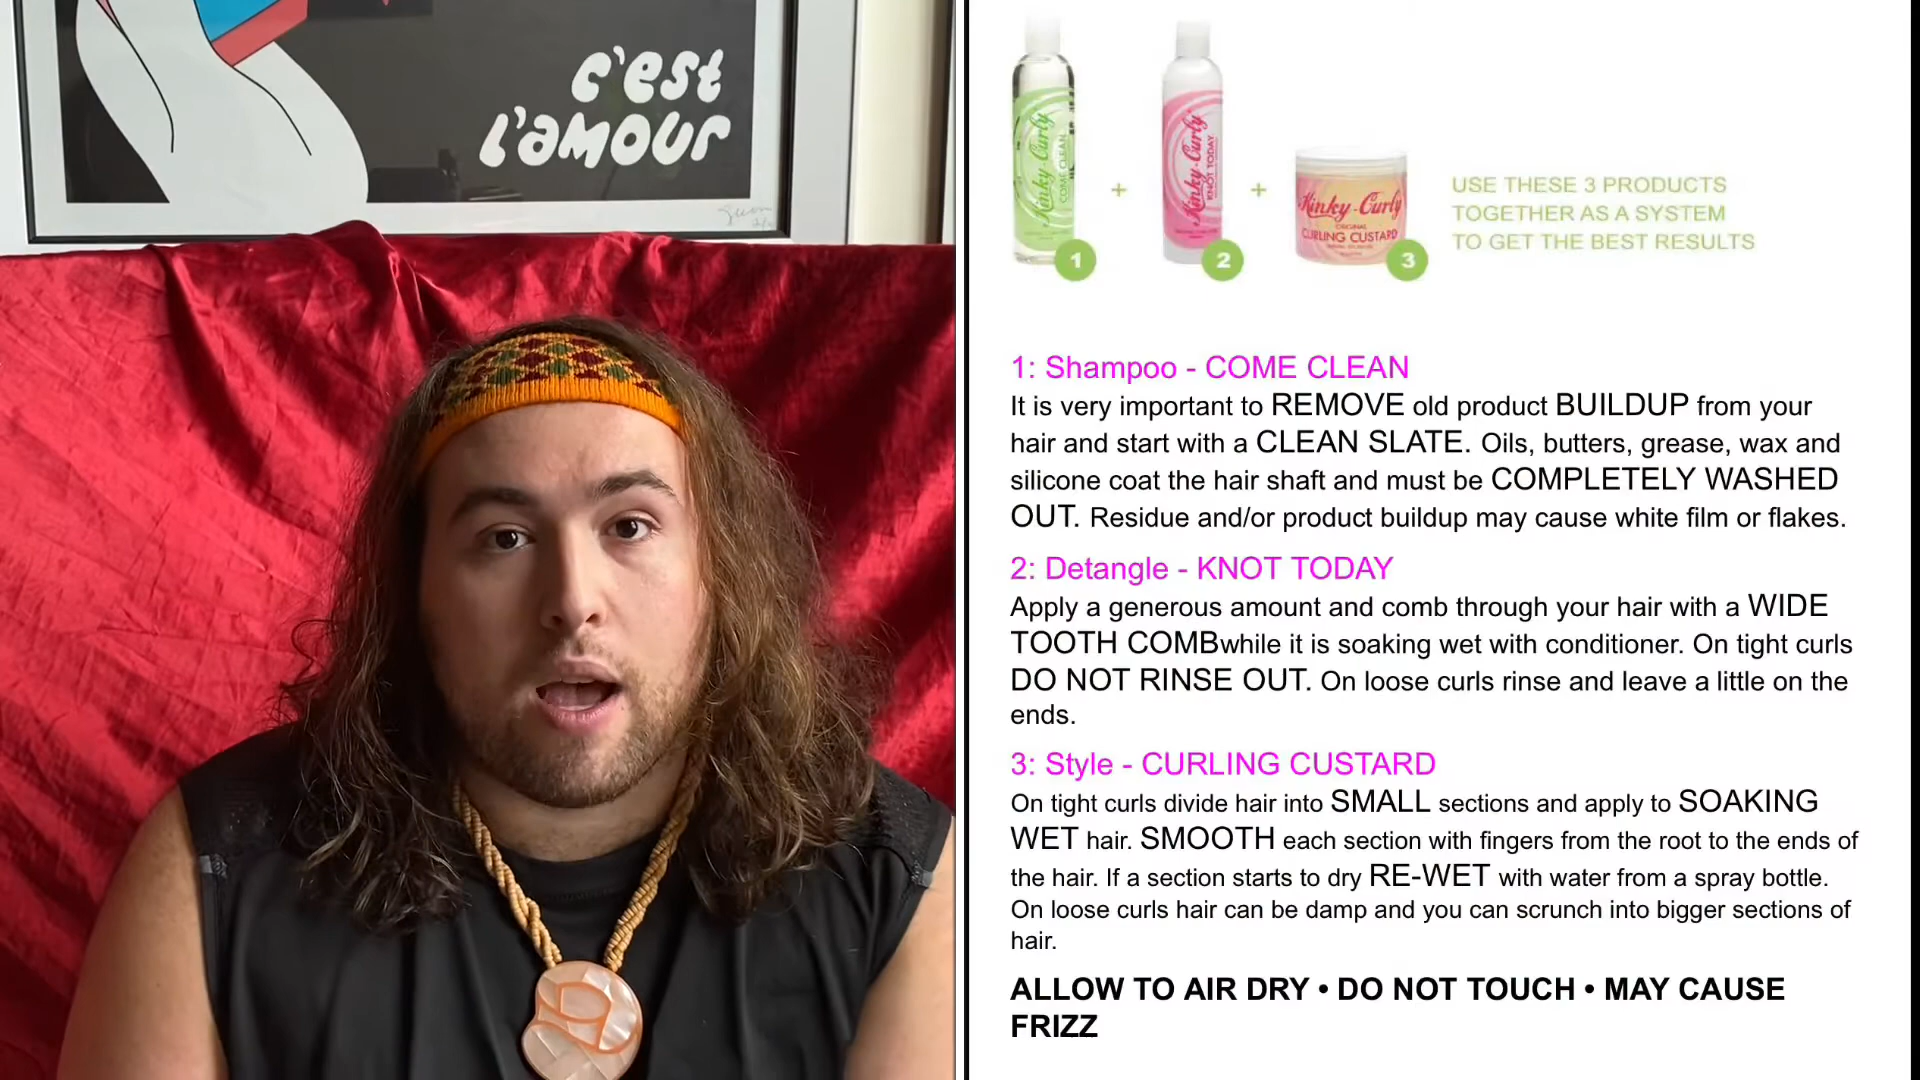 c'est
l'amour
Kinky-Curly
COME CLEAN
1
+
Kinky-Curly
KNOT TODAY
2
+
Kinky-Curly
ORIGINAL
CURLING CUSTARD
3
USE THESE 3 PRODUCTS
TOGETHER AS A SYSTEM
TO GET THE BEST RESULTS
1: Shampoo - COME CLEAN
It is very important to REMOVE old product BUILDUP from your
hair and start with a CLEAN SLATE. Oils, butters, grease, wax and
silicone coat the hair shaft and must be COMPLETELY WASHED
OUT. Residue and/or product buildup may cause white film or flakes.
2: Detangle - KNOT TODAY
Apply a generous amount and comb through your hair with a WIDE
TOOTH COMBwhile it is soaking wet with conditioner. On tight curls
DO NOT RINSE OUT. On loose curls rinse and leave a little on the
ends.
3: Style - CURLING CUSTARD
On tight curls divide hair into SMALL sections and apply to SOAKING
WET hair. SMOOTH each section with fingers from the root to the ends of
the hair. If a section starts to dry RE-WET with water from a spray bottle.
On loose curls hair can be damp and you can scrunch into bigger sections of
hair.
ALLOW TO AIR DRY • DO NOT TOUCH • MAY CAUSE
FRIZZ